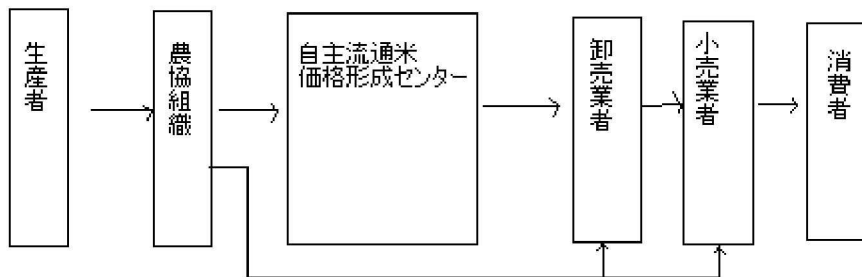 生産者
農協組織
自主流通米
価格形成センター
卸売業者
小売業者
消費者